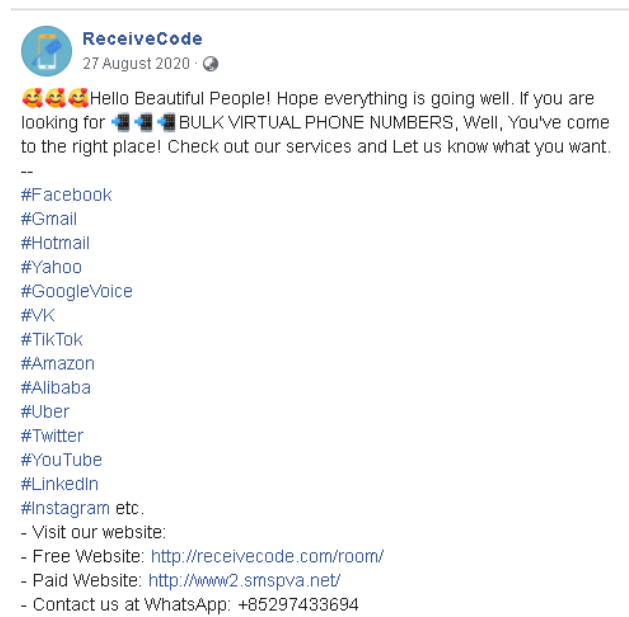 ReceiveCode
27 August 2020 ·
🥰🥰🥰Hello Beautiful People! Hope everything is going well. If you are
looking for 📲📲📲BULK VIRTUAL PHONE NUMBERS, Well, You've come
to the right place! Check out our services and Let us know what you want.
--
#Facebook
#Gmail
#Hotmail
#Yahoo
#GoogleVoice
#VK
#TikTok
#Amazon
#Alibaba
#Uber
#Twitter
#YouTube
#LinkedIn
#Instagram etc.
- Visit our website:
- Free Website: http://receivecode.com/room/
- Paid Website: http://www2.smspva.net/
- Contact us at WhatsApp: +85297433694